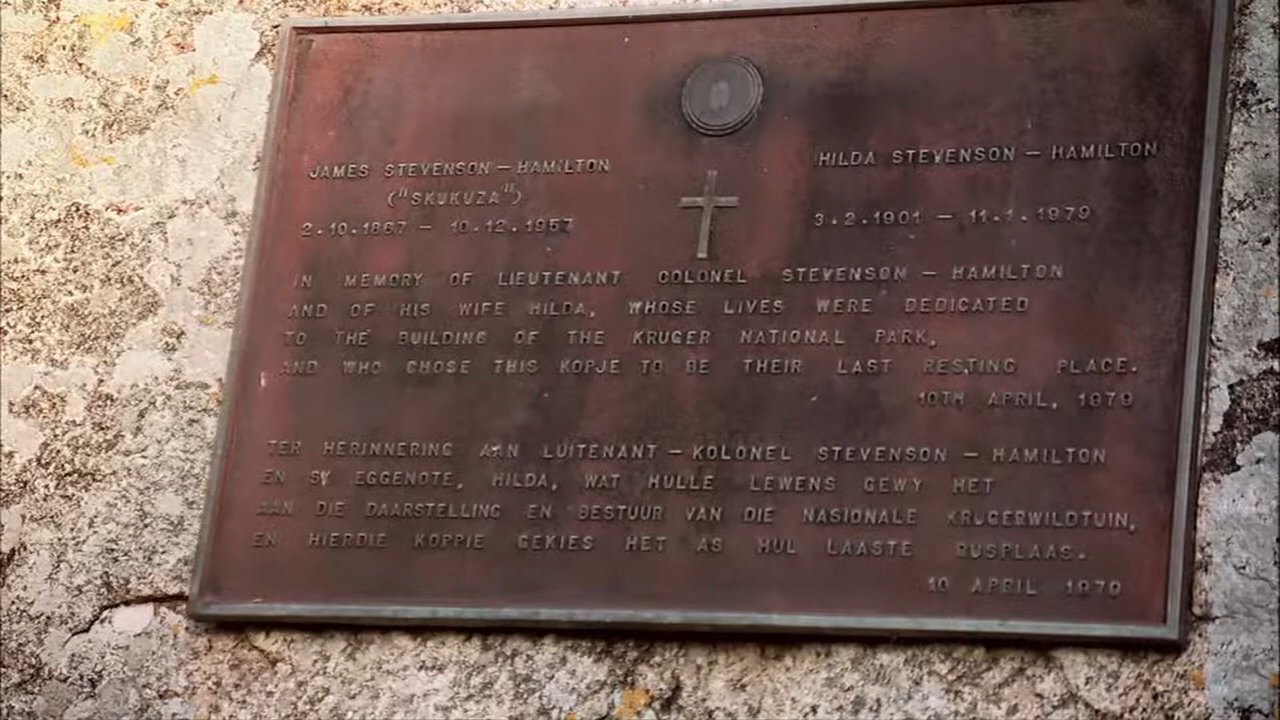 JAMES STEVENSON – HAMILTON
("SKUKUZA")
2.10.1867 – 10.12.1957
HILDA STEVENSON – HAMILTON
3.2.1901 – 11.1.1979
IN MEMORY OF LIEUTENANT COLONEL STEVENSON – HAMILTON
AND OF HIS WIFE HILDA, WHOSE LIVES WERE DEDICATED
TO THE BUILDING OF THE KRUGER NATIONAL PARK,
AND WHO CHOSE THIS KOPJE TO BE THEIR LAST RESTING PLACE.
10TH APRIL, 1979
TER HERINNERING AAN LUITENANT – KOLONEL STEVENSON – HAMILTON
EN SY EGGENOTE, HILDA, WAT HULLE LEWENS GEWY HET
AAN DIE DAARSTELLING EN BESTUUR VAN DIE NASIONALE KRUGERWILDTUIN,
EN HIERDIE KOPPIE GEKIES HET AS HUL LAASTE RUSPLAAS.
10 APRIL 1979